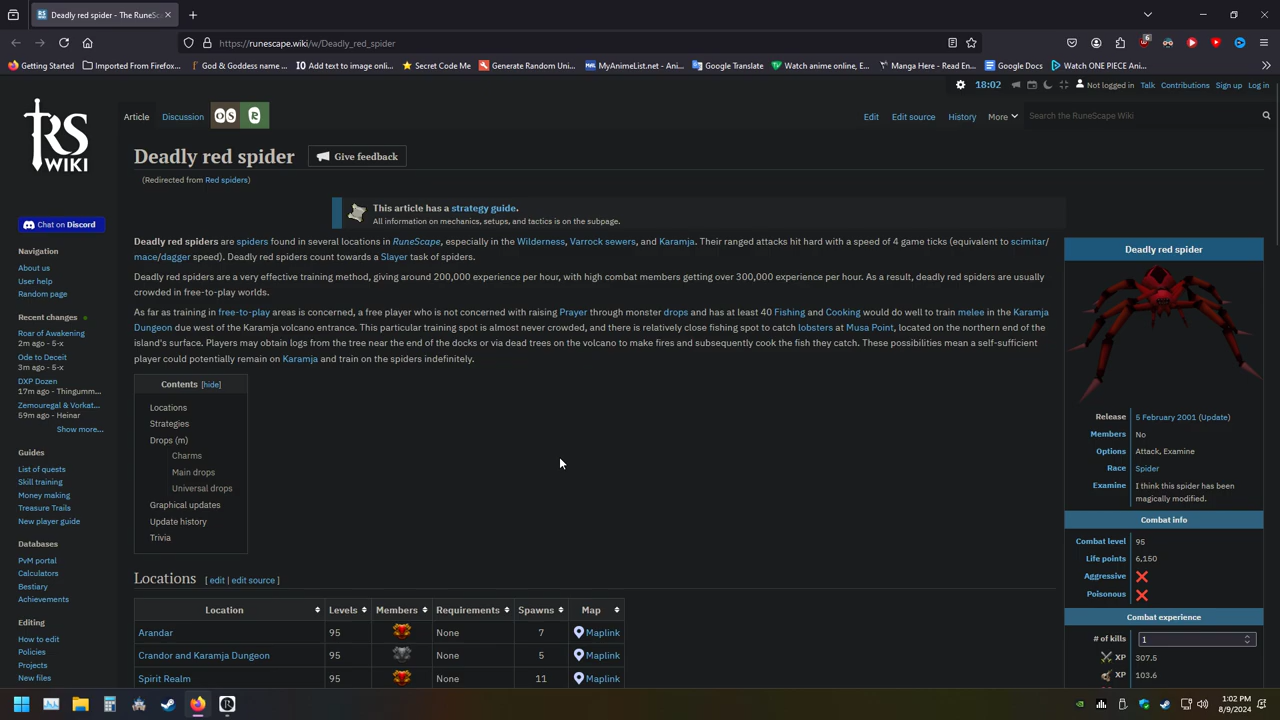 Deadly red spider - The RuneSc
https://runescape.wiki/w/Deadly_red_spider
6
Getting Started
Imported From Firefox...
God & Goddess name ...
Add text to image onli...
Secret Code Me
Generate Random Uni...
MyAnimeList.net - Ani...
Google Translate
Watch anime online, E...
Manga Here - Read En...
Google Docs
Watch ONE PIECE Ani...
18:02
Not logged in
Talk
Contributions
Sign up
Log in
RS
WIKI
Article
Discussion
OS
R
Edit
Edit source
History
More
Search the RuneScape Wiki
Deadly red spider
Give feedback
(Redirected from Red spiders)
This article has a strategy guide.
All information on mechanics, setups, and tactics is on the subpage.
Deadly red spiders are spiders found in several locations in RuneScape, especially in the Wilderness, Varrock sewers, and Karamja. Their ranged attacks hit hard with a speed of 4 game ticks (equivalent to scimitar/
mace/dagger speed). Deadly red spiders count towards a Slayer task of spiders.
Deadly red spiders are a very effective training method, giving around 200,000 experience per hour, with high combat members getting over 300,000 experience per hour. As a result, deadly red spiders are usually
crowded in free-to-play worlds.
As far as training in free-to-play areas is concerned, a free player who is not concerned with raising Prayer through monster drops and has at least 40 Fishing and Cooking would do well to train melee in the Karamja
Dungeon due west of the Karamja volcano entrance. This particular training spot is almost never crowded, and there is relatively close fishing spot to catch lobsters at Musa Point, located on the northern end of the
island's surface. Players may obtain logs from the tree near the end of the docks or via dead trees on the volcano to make fires and subsequently cook the fish they catch. These possibilities mean a self-sufficient
player could potentially remain on Karamja and train on the spiders indefinitely.
Contents [hide]
Locations
Strategies
Drops (m)
Charms
Main drops
Universal drops
Graphical updates
Update history
Trivia
Locations [ edit | edit source ]
Location Levels Members Requirements Spawns Map
Arandar 95 None 7 Maplink
Crandor and Karamja Dungeon 95 None 5 Maplink
Spirit Realm 95 None 11 Maplink
Chat on Discord
Navigation
About us
User help
Random page
Recent changes
Roar of Awakening
2m ago - 5-x
Ode to Deceit
3m ago - 5-x
DXP Dozen
17m ago - Thingumm...
Zemouregal & Vorkat...
59m ago - Heinar
Show more...
Guides
List of quests
Skill training
Money making
Treasure Trails
New player guide
Databases
PvM portal
Calculators
Bestiary
Achievements
Editing
How to edit
Policies
Projects
New files
Deadly red spider
Release 5 February 2001 (Update)
Members No
Options Attack, Examine
Race Spider
Examine I think this spider has been
magically modified.
Combat info
Combat level 95
Life points 6,150
Aggressive
Poisonous
Combat experience
# of kills 1
XP 307.5
XP 103.6
1:02 PM
8/9/2024